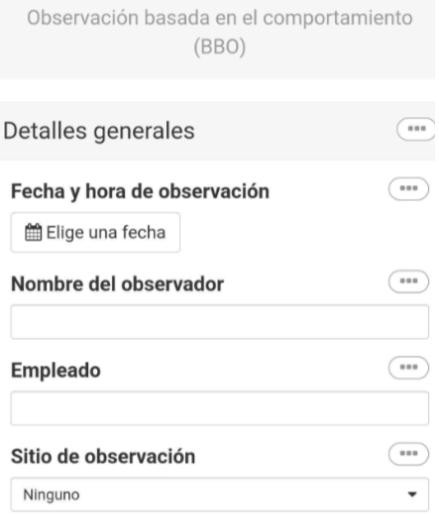 Observación basada en el comportamiento
(BBO)
Detalles generales
Fecha y hora de observación
Elige una fecha
Nombre del observador
Empleado
Sitio de observación
Ninguno